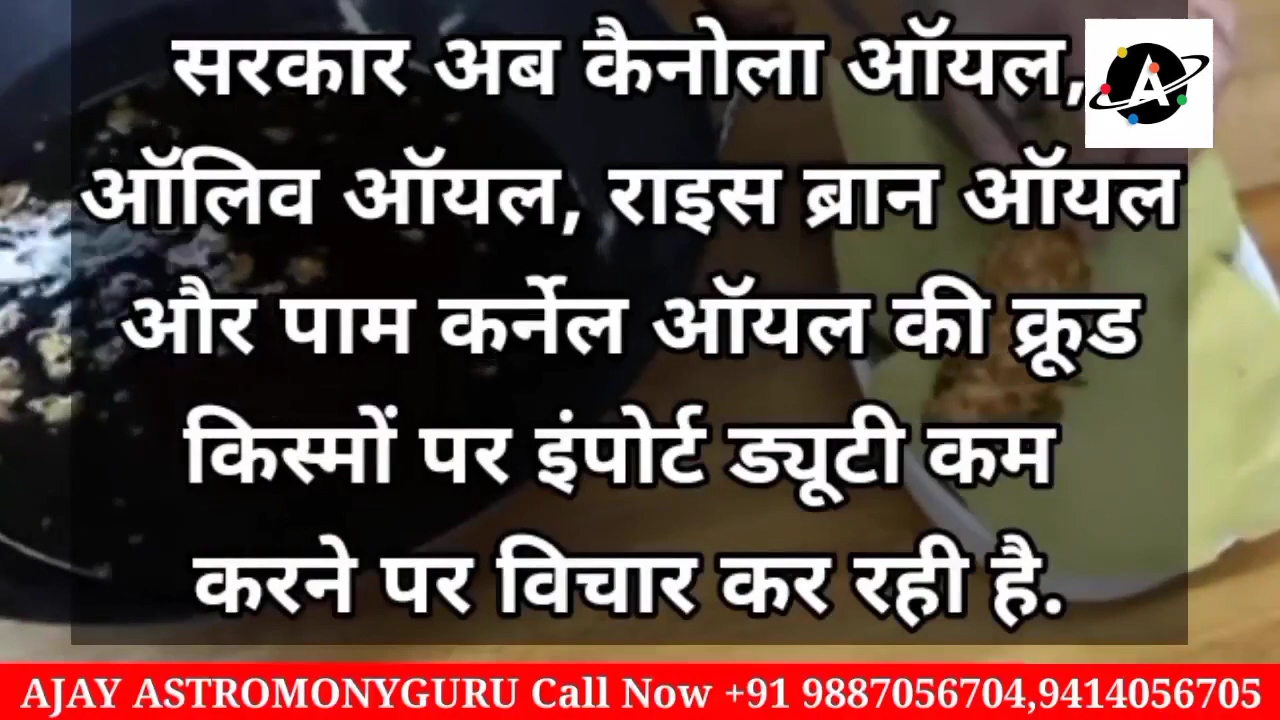 सरकार अब कैनोला ऑयल,
ऑलिव ऑयल, राइस ब्रान ऑयल
और पाम कर्नेल ऑयल की क्रूड
किस्मों पर इंपोर्ट ड्यूटी कम
करने पर विचार कर रही है.
A
AJAY ASTROMONYGURU Call Now +91 9887056704,9414056705